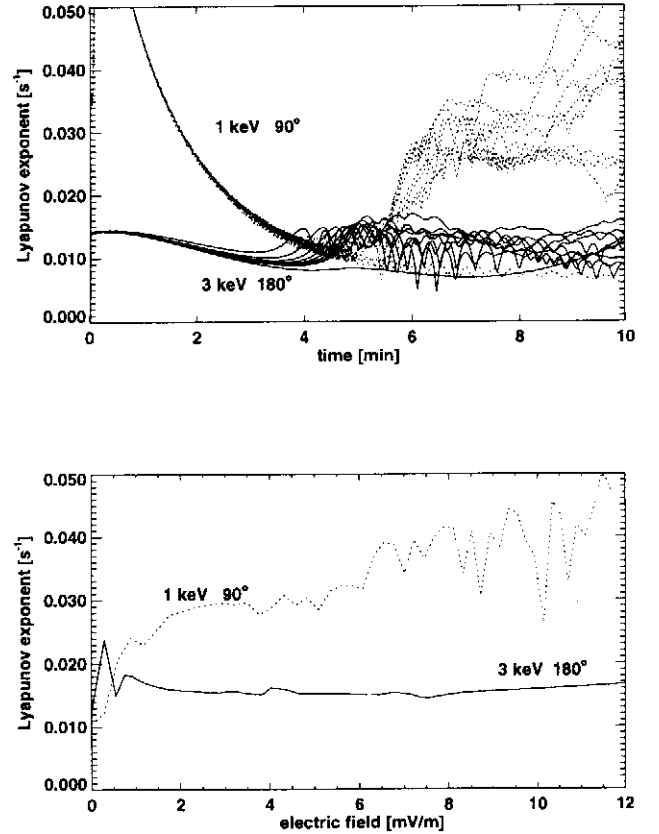 0.050
0.040
0.030
0.020
0.010
0.000
Lyapunov exponent [s⁻¹]
1 keV 90°
3 keV 180°
0 2 4 6 8 10
time [min]
0.050
0.040
0.030
0.020
0.010
0.000
Lyapunov exponent [s⁻¹]
1 keV 90°
3 keV 180°
0 2 4 6 8 10 12
electric field [mV/m]